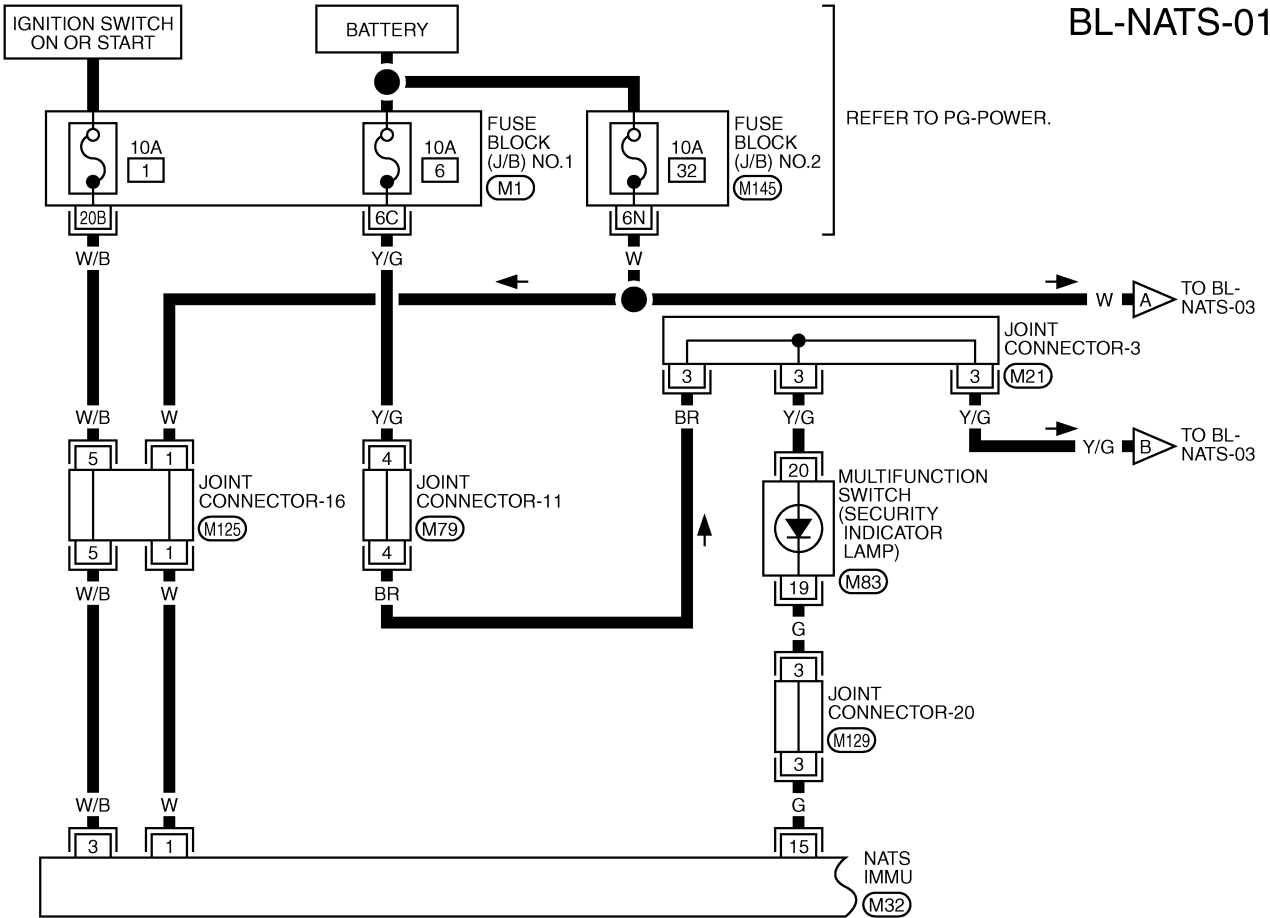 BL-NATS-01
IGNITION SWITCH
ON OR START
BATTERY
REFER TO PG-POWER.
10A
1
10A
6
FUSE
BLOCK
(J/B) NO.1
M1
10A
32
FUSE
BLOCK
(J/B) NO.2
M145
20B
6C
6N
W/B
Y/G
W
W
A
TO BL-
NATS-03
JOINT
CONNECTOR-3
M21
3
3
3
W/B
W
Y/G
BR
Y/G
Y/G
Y/G
B
TO BL-
NATS-03
5
1
4
20
JOINT
CONNECTOR-16
M125
JOINT
CONNECTOR-11
M79
MULTIFUNCTION
SWITCH
(SECURITY
INDICATOR
LAMP)
M83
5
1
4
19
W/B
W
BR
G
3
JOINT
CONNECTOR-20
M129
3
W/B
W
G
3
1
15
NATS
IMMU
M32